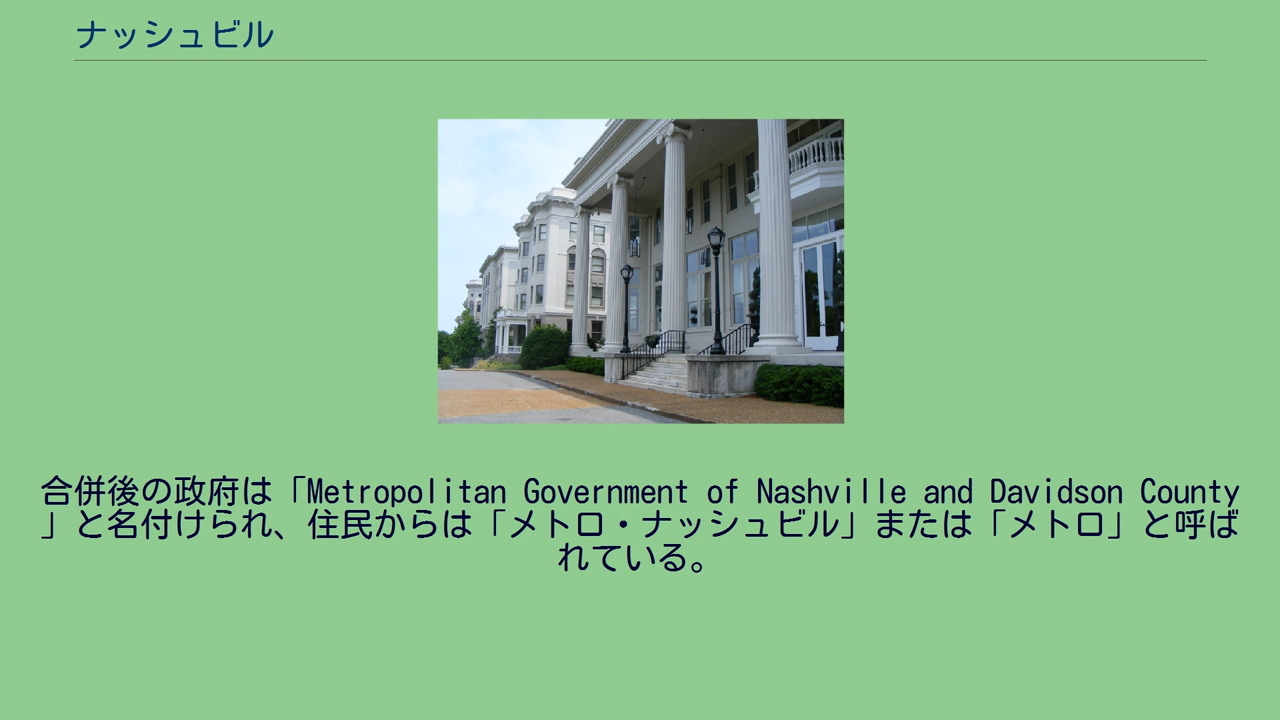 ナッシュビル
合併後の政府は「Metropolitan Government of Nashville and Davidson County
」と名付けられ、住民からは「メトロ・ナッシュビル」または「メトロ」と呼ば
れている。